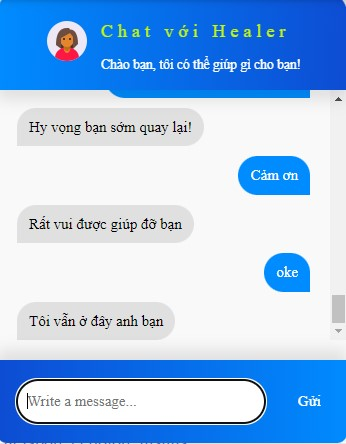 Chat với Healer
Chào bạn, tôi có thể giúp gì cho bạn!
Hy vọng bạn sớm quay lại!
Cảm ơn
Rất vui được giúp đỡ bạn
oke
Tôi vẫn ở đây anh bạn
Write a message...
Gửi